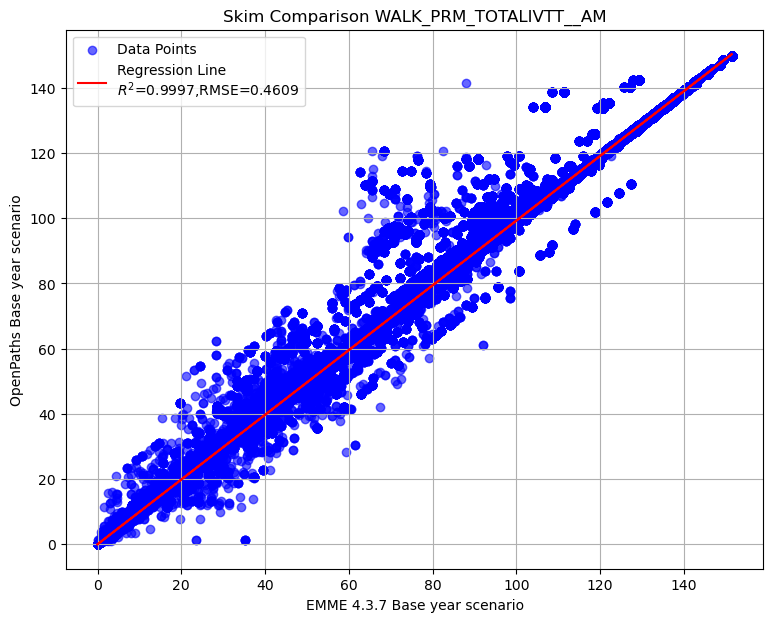 Skim Comparison WALK_PRM_TOTALIVTT__AM
Data Points
Regression Line
R²=0.9997,RMSE=0.4609
OpenPaths Base year scenario
140
120
100
80
60
40
20
0
0 20 40 60 80 100 120 140
EMME 4.3.7 Base year scenario